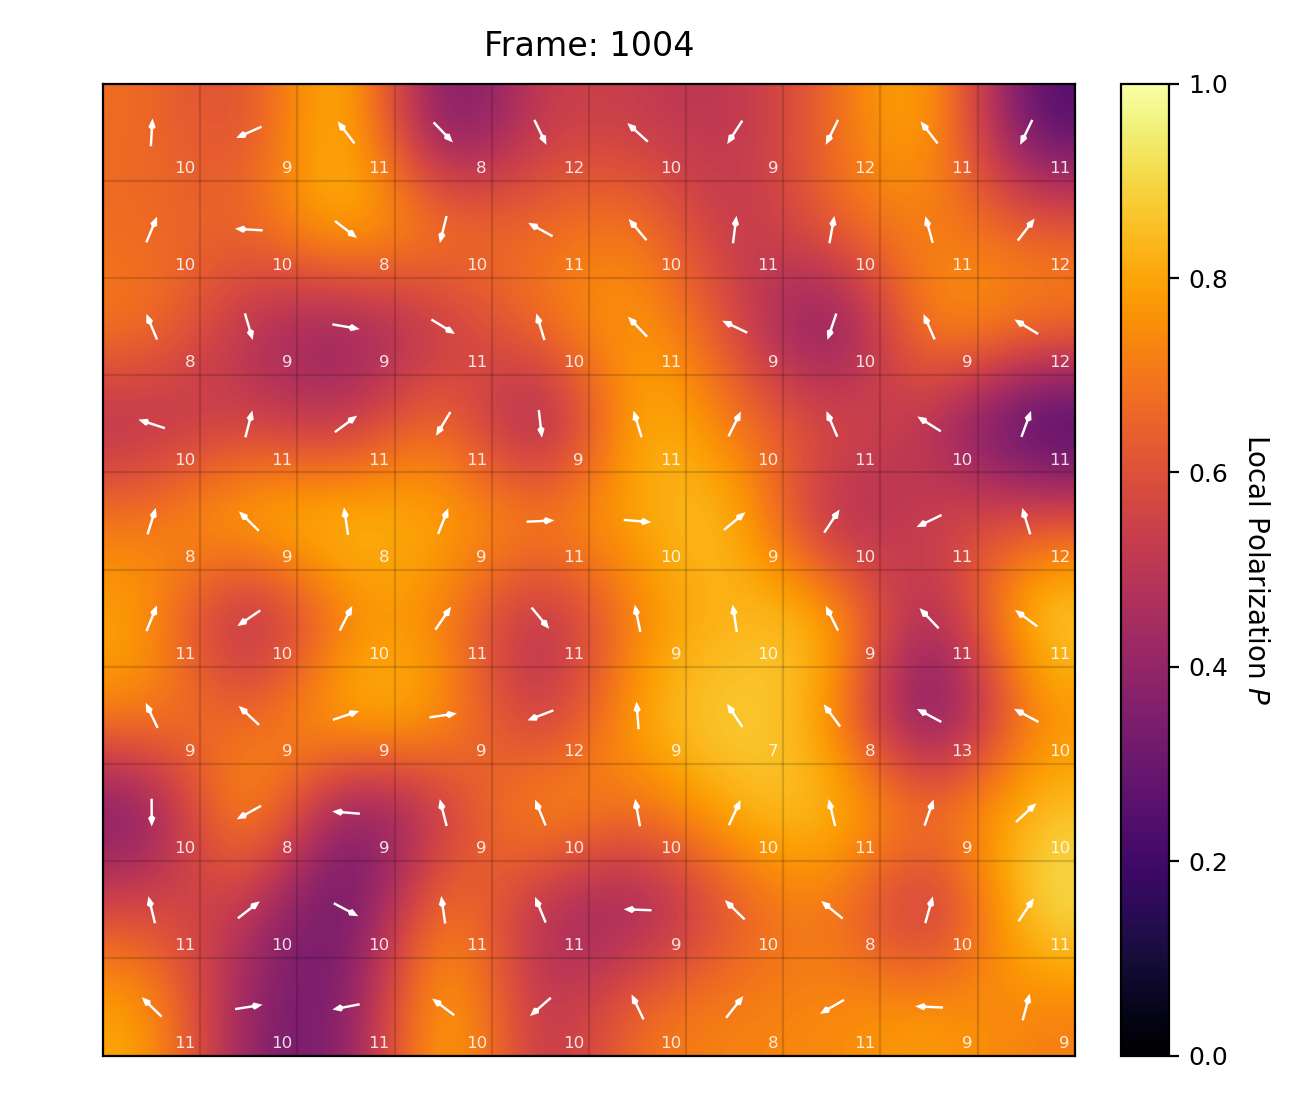 Frame: 1004
10 9 11 8 12 10 9 12 11 11
10 10 8 10 11 10 11 10 11 12
8 9 9 11 10 11 9 10 9 12
10 11 11 11 9 11 10 11 10 11
8 9 8 9 11 10 9 10 11 12
11 10 10 11 11 9 10 9 11 11
9 9 9 9 12 9 7 8 13 10
10 8 9 9 10 10 10 11 9 10
11 10 10 11 11 9 10 8 10 11
11 10 11 10 10 10 8 11 9 9
1.0
0.8
0.6
0.4
0.2
0.0
Local Polarization P